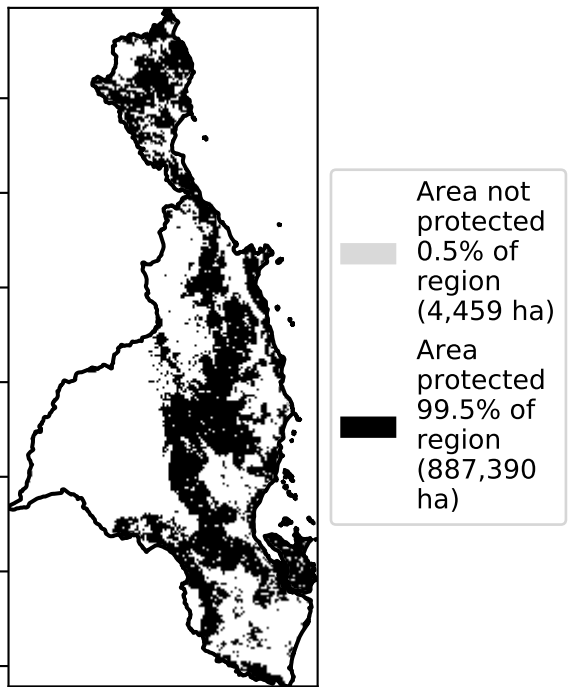 Area not
protected
0.5% of
region
(4,459 ha)
Area
protected
99.5% of
region
(887,390
ha)